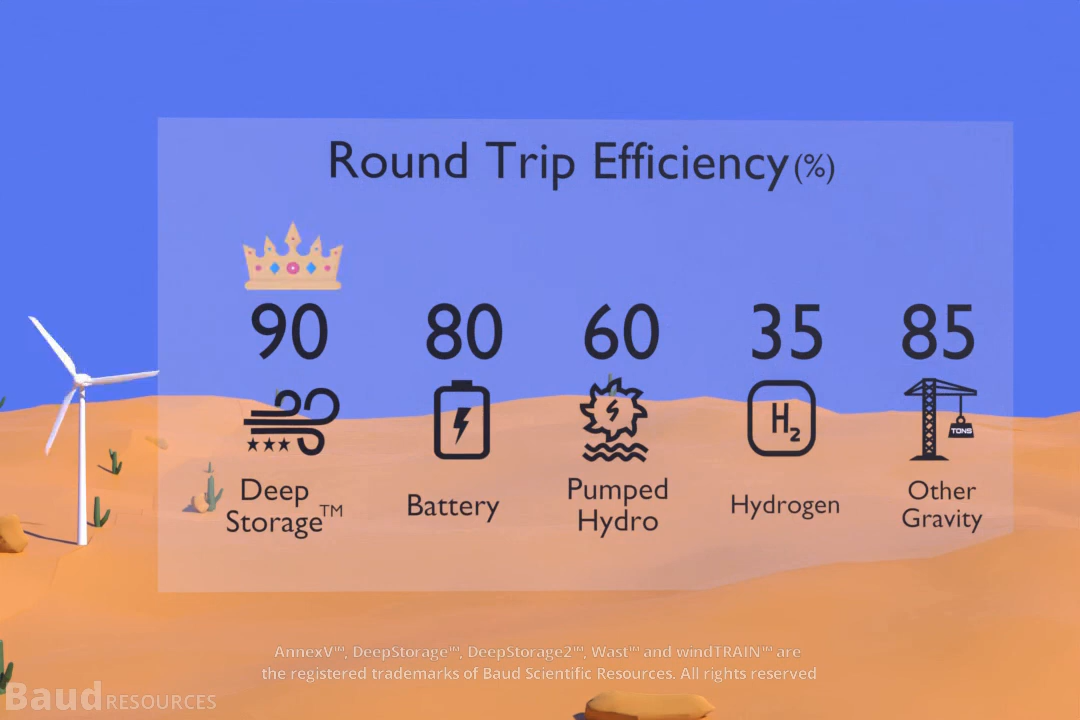 Round Trip Efficiency (%)
90 80 60 35 85
H2
TONS
★★★
Deep Storage™
Battery
Pumped Hydro
Hydrogen
Other Gravity
AnnexV™, DeepStorage™, DeepStorage2™, Wast™ and windTRAIN™ are
the registered trademarks of Baud Scientific Resources. All rights reserved
Baud RESOURCES